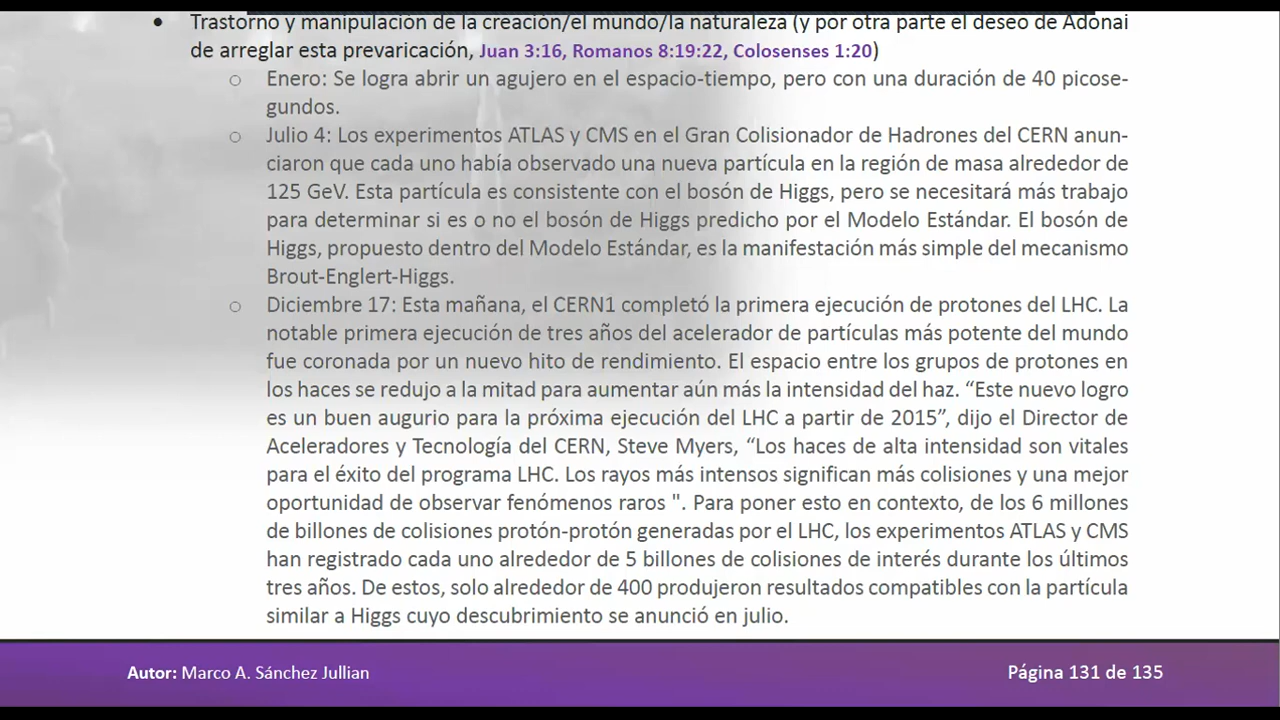 • Trastorno y manipulación de la creación/el mundo/la naturaleza (y por otra parte el deseo de Adonai
de arreglar esta prevaricación, Juan 3:16, Romanos 8:19:22, Colosenses 1:20)
o Enero: Se logra abrir un agujero en el espacio-tiempo, pero con una duración de 40 picose-
gundos.
o Julio 4: Los experimentos ATLAS y CMS en el Gran Colisionador de Hadrones del CERN anun-
ciaron que cada uno había observado una nueva partícula en la región de masa alrededor de
125 GeV. Esta partícula es consistente con el bosón de Higgs, pero se necesitará más trabajo
para determinar si es o no el bosón de Higgs predicho por el Modelo Estándar. El bosón de
Higgs, propuesto dentro del Modelo Estándar, es la manifestación más simple del mecanismo
Brout-Englert-Higgs.
o Diciembre 17: Esta mañana, el CERN1 completó la primera ejecución de protones del LHC. La
notable primera ejecución de tres años del acelerador de partículas más potente del mundo
fue coronada por un nuevo hito de rendimiento. El espacio entre los grupos de protones en
los haces se redujo a la mitad para aumentar aún más la intensidad del haz. “Este nuevo logro
es un buen augurio para la próxima ejecución del LHC a partir de 2015”, dijo el Director de
Aceleradores y Tecnología del CERN, Steve Myers, “Los haces de alta intensidad son vitales
para el éxito del programa LHC. Los rayos más intensos significan más colisiones y una mejor
oportunidad de observar fenómenos raros ". Para poner esto en contexto, de los 6 millones
de billones de colisiones protón-protón generadas por el LHC, los experimentos ATLAS y CMS
han registrado cada uno alrededor de 5 billones de colisiones de interés durante los últimos
tres años. De estos, solo alrededor de 400 produjeron resultados compatibles con la partícula
similar a Higgs cuyo descubrimiento se anunció en julio.
Autor: Marco A. Sánchez Jullian
Página 131 de 135